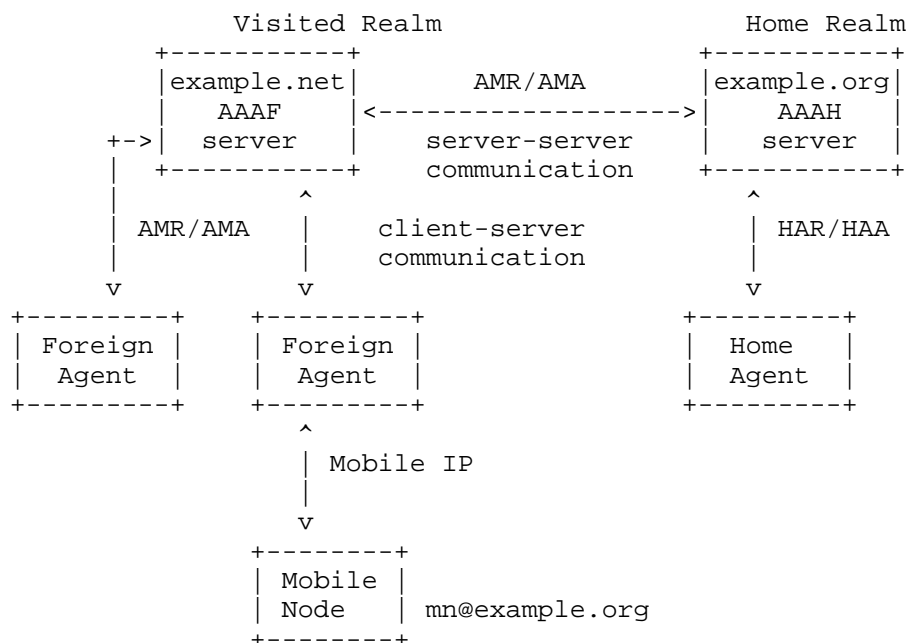 Visited Realm Home Realm
example.net AMR/AMA example.org
AAAF AAAH
server server-server server
communication
AMR/AMA client-server HAR/HAA
communication
Foreign Foreign Home
Agent Agent Agent
Mobile IP
Mobile
Node mn@example.org